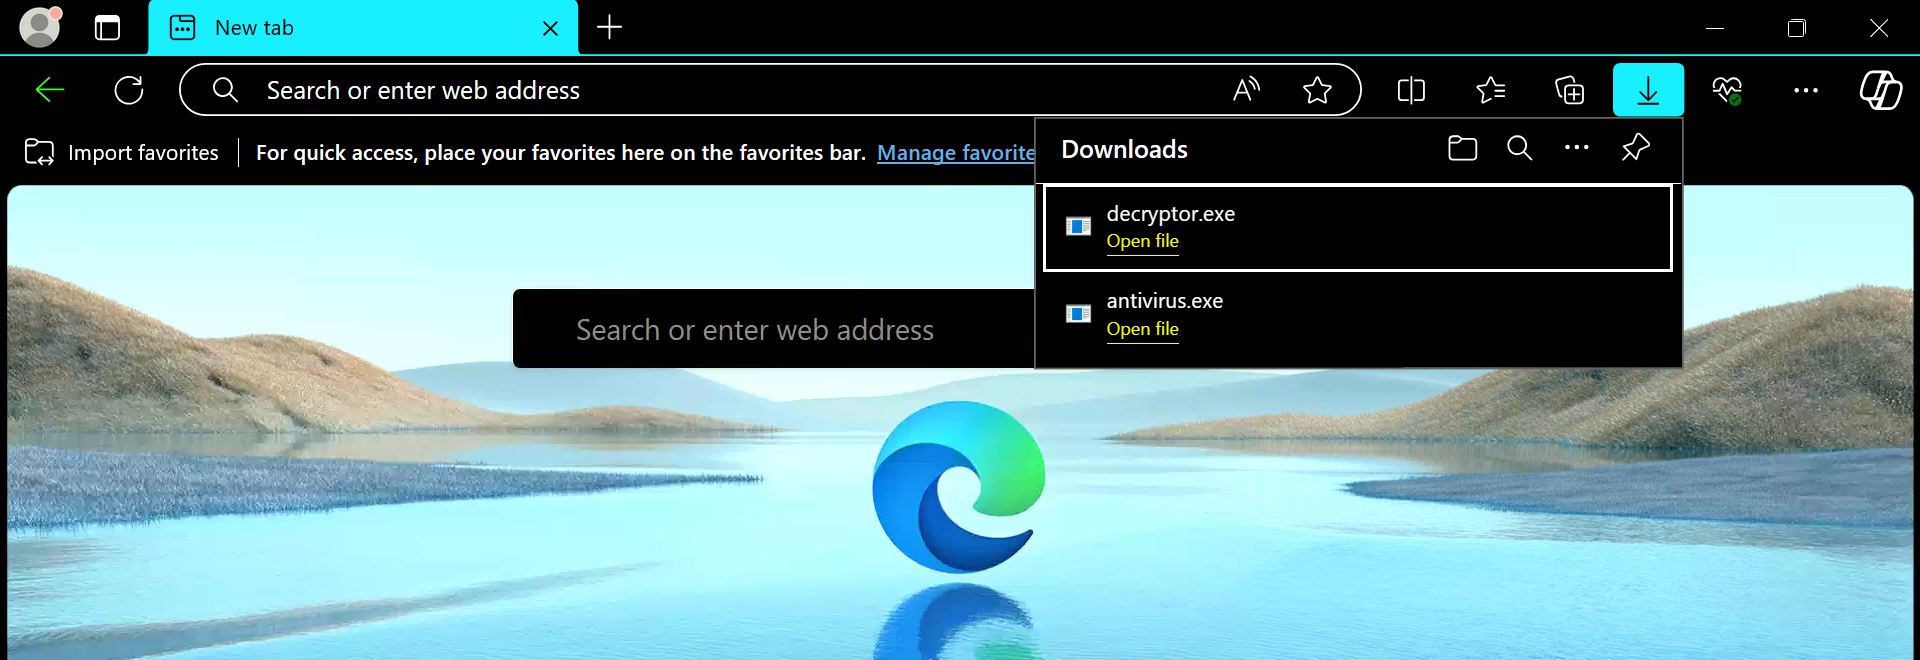 New tab
Search or enter web address
Import favorites
For quick access, place your favorites here on the favorites bar. Manage favorite
Downloads
decryptor.exe
Open file
antivirus.exe
Open file
Search or enter web address